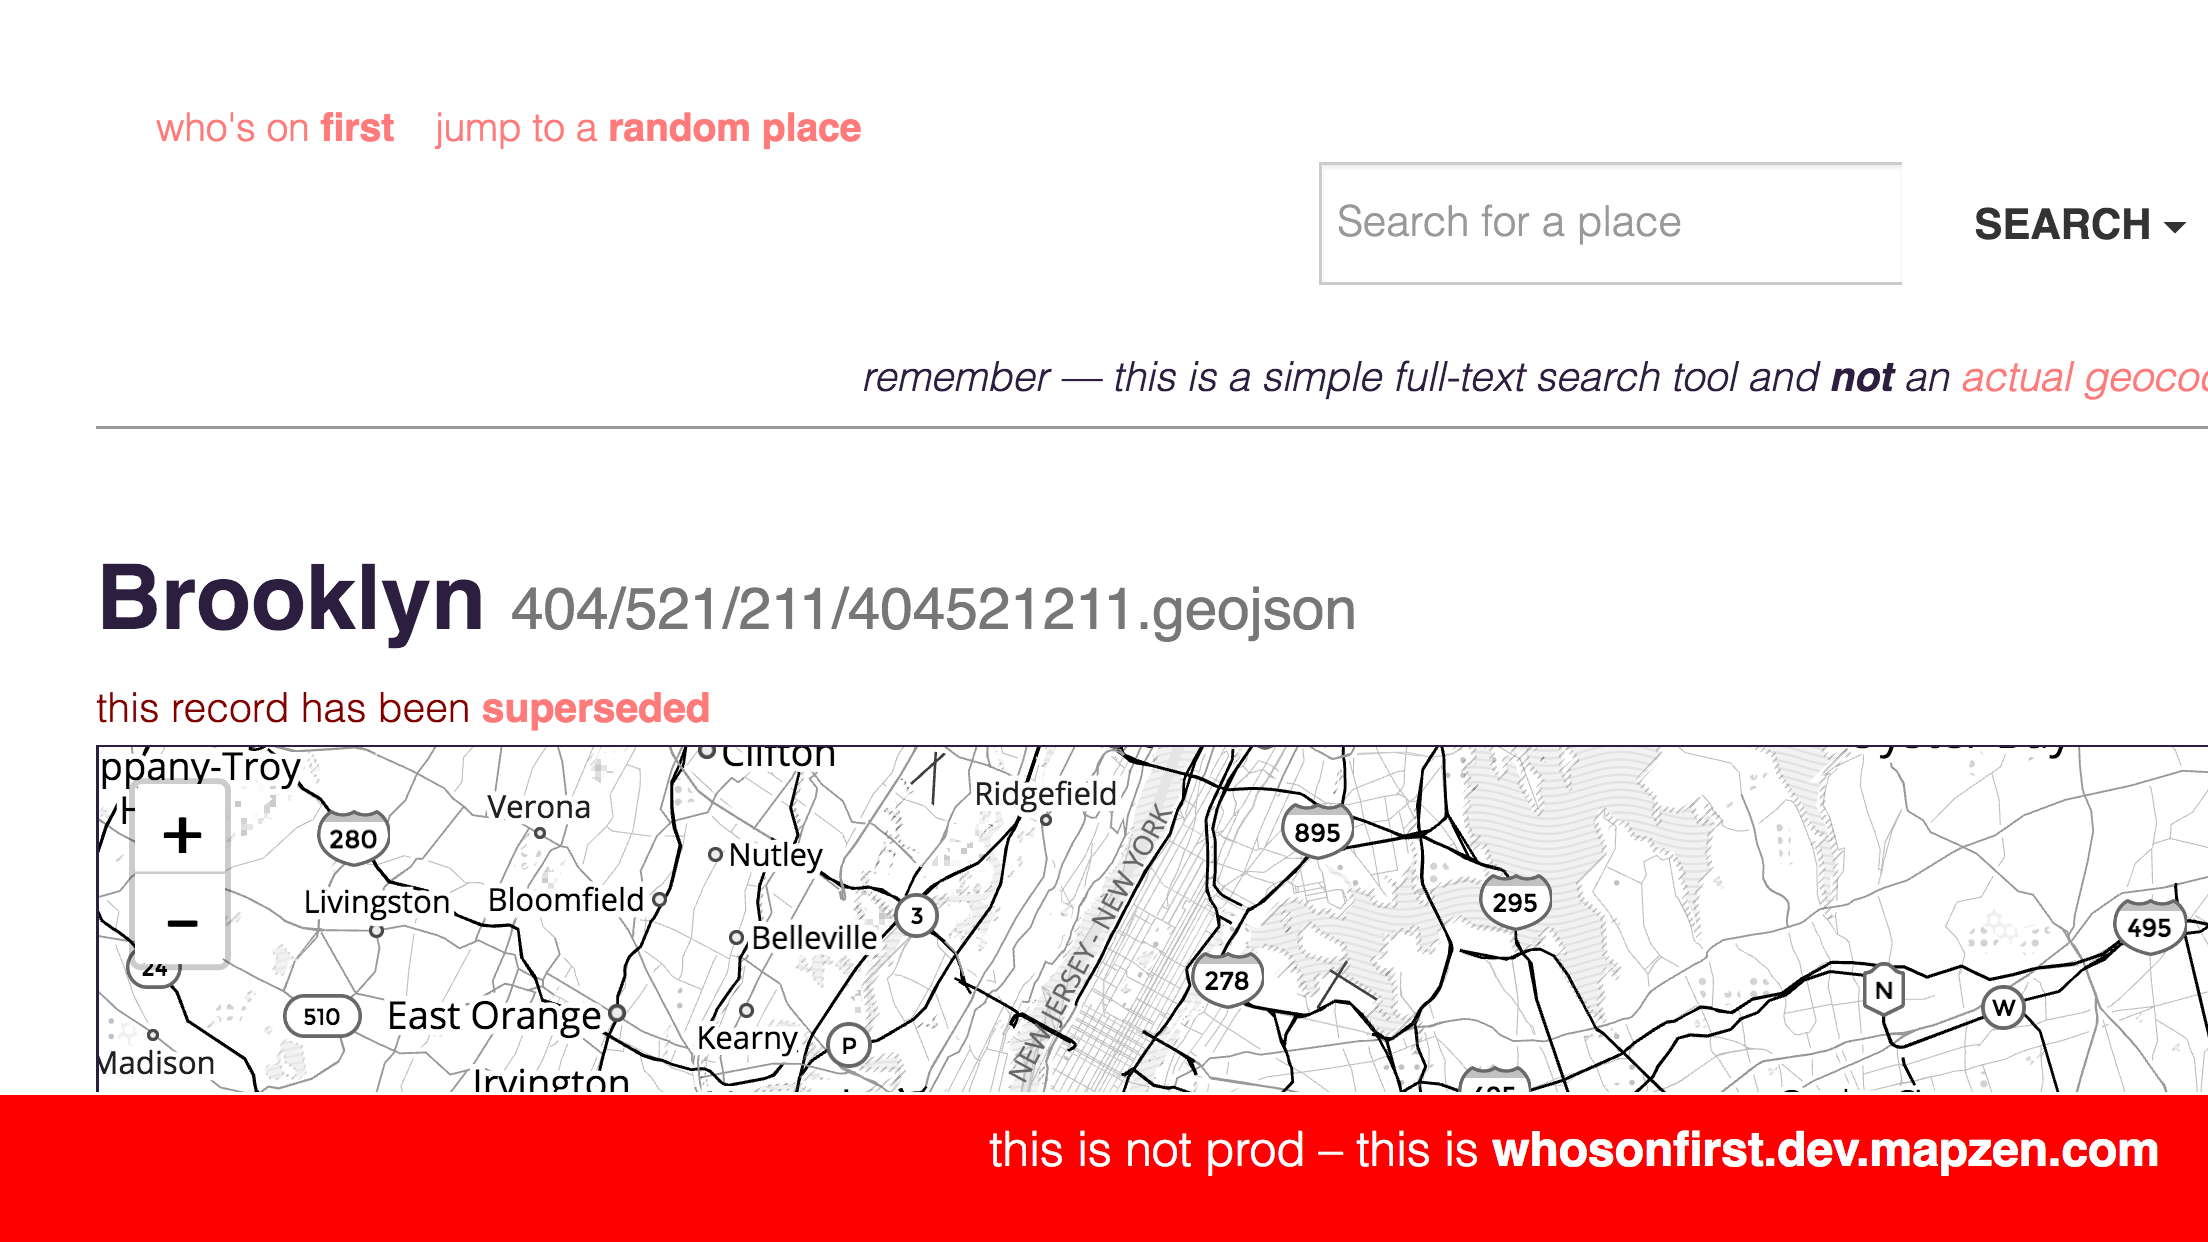 who's on first jump to a random place
Search for a place
SEARCH
remember — this is a simple full-text search tool and not an actual
Brooklyn 404/521/211/404521211.geojson
this record has been superseded
Clifton
ppany-Troy
Ridgefield
Verona
895
280
Nutley
Livingston
Bloomfield
295
3
495
Belleville
24
278
N
W
510
East Orange
NEW JERSEY - NEW YORK
Kearny
P
Madison
Irvington
this is not prod – this is whosonfirst.dev.mapzen.com